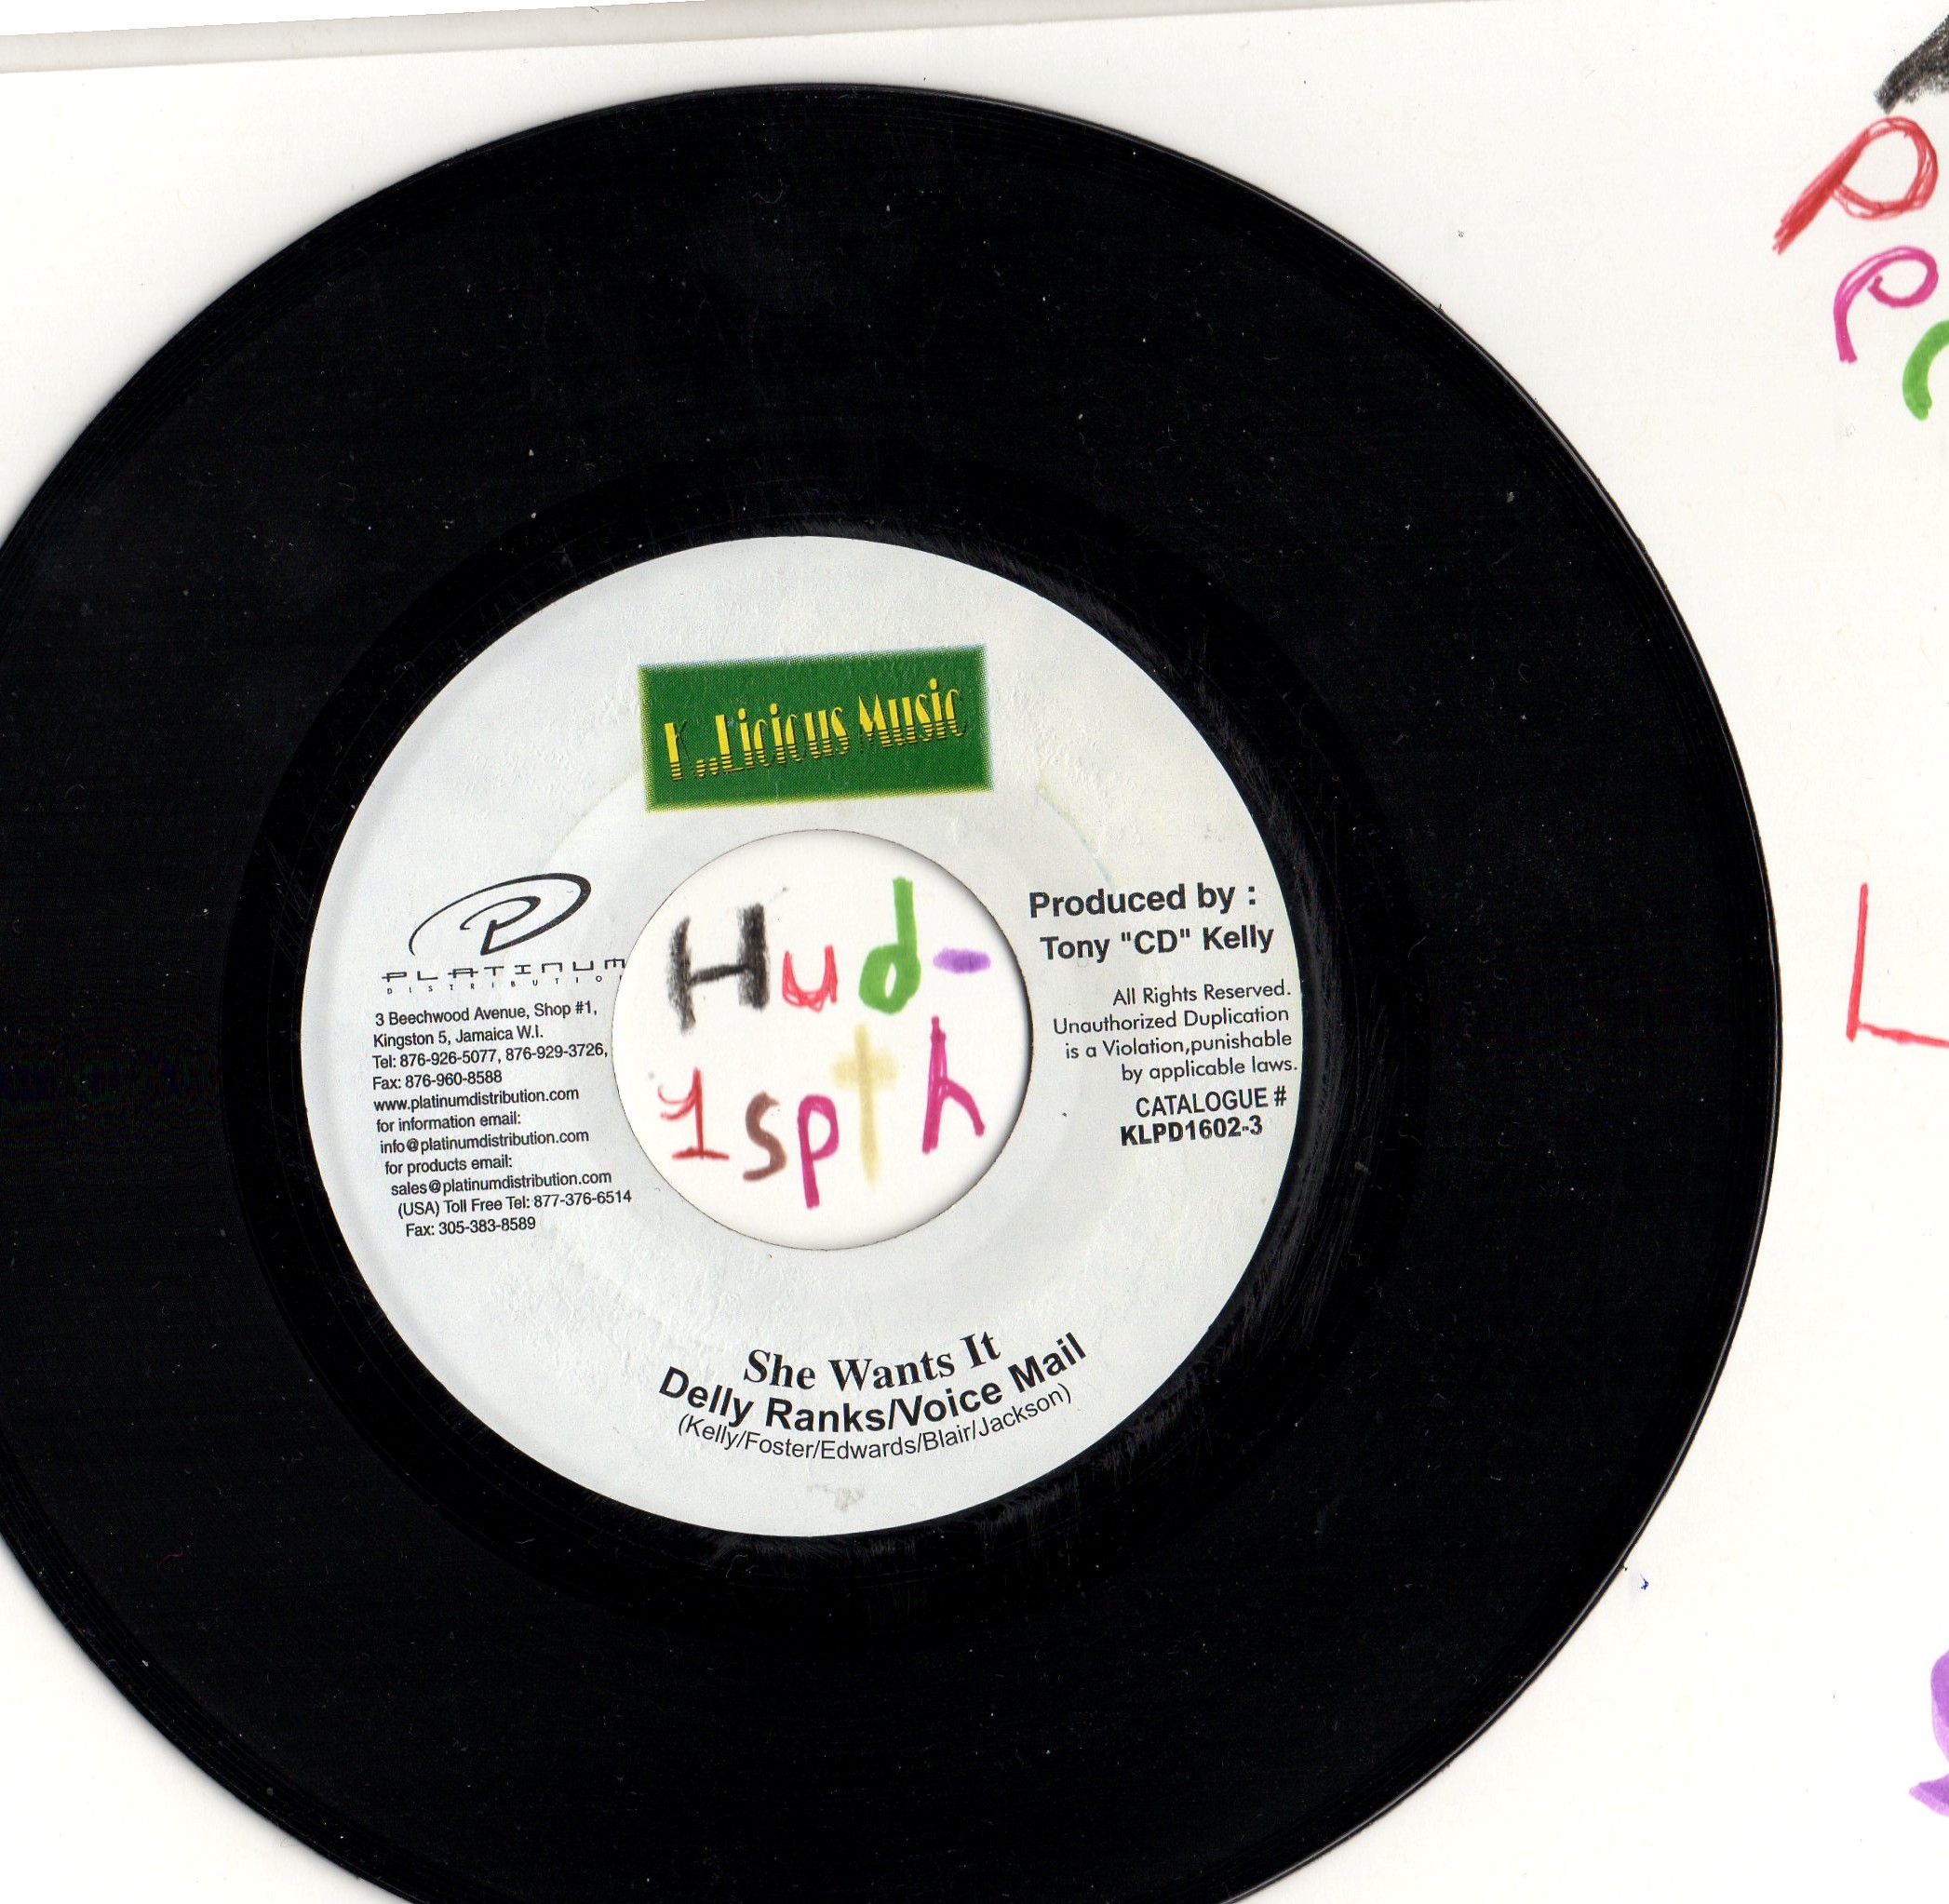 K..Licious Music
PLATINUM
DISTRIBUTIO
3 Beechwood Avenue, Shop #1,
Kingston 5, Jamaica W.I.
Tel: 876-926-5077, 876-929-3726,
Fax: 876-960-8588
www.platinumdistribution.com
for information email:
info@platinumdistribution.com
for products email:
sales@platinumdistribution.com
(USA) Toll Free Tel: 877-376-6514
Fax: 305-383-8589
Hud-
1spth
Produced by :
Tony "CD" Kelly
All Rights Reserved.
Unauthorized Duplication
is a Violation,punishable
by applicable laws.
CATALOGUE #
KLPD1602-3
She Wants It
Delly Ranks/Voice Mail
(Kelly/Foster/Edwards/Blair/Jackson)
P
P
L